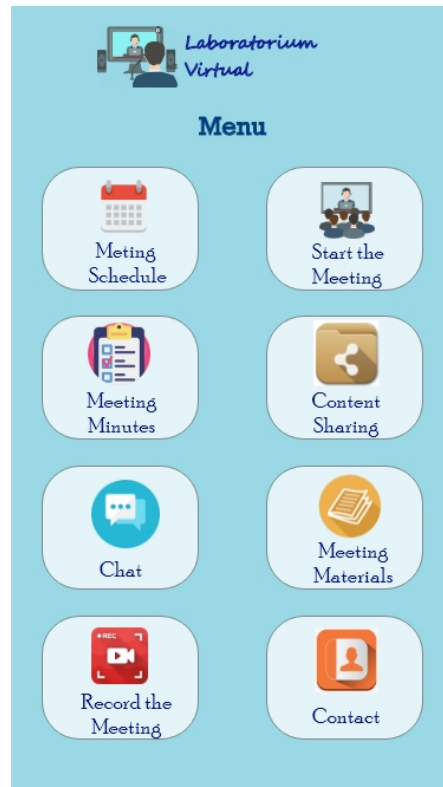 Laboratorium
Virtual
Menu
Meting
Schedule
Start the
Meeting
Meeting
Minutes
Content
Sharing
Chat
Meeting
Materials
REC
Record the
Meeting
Contact